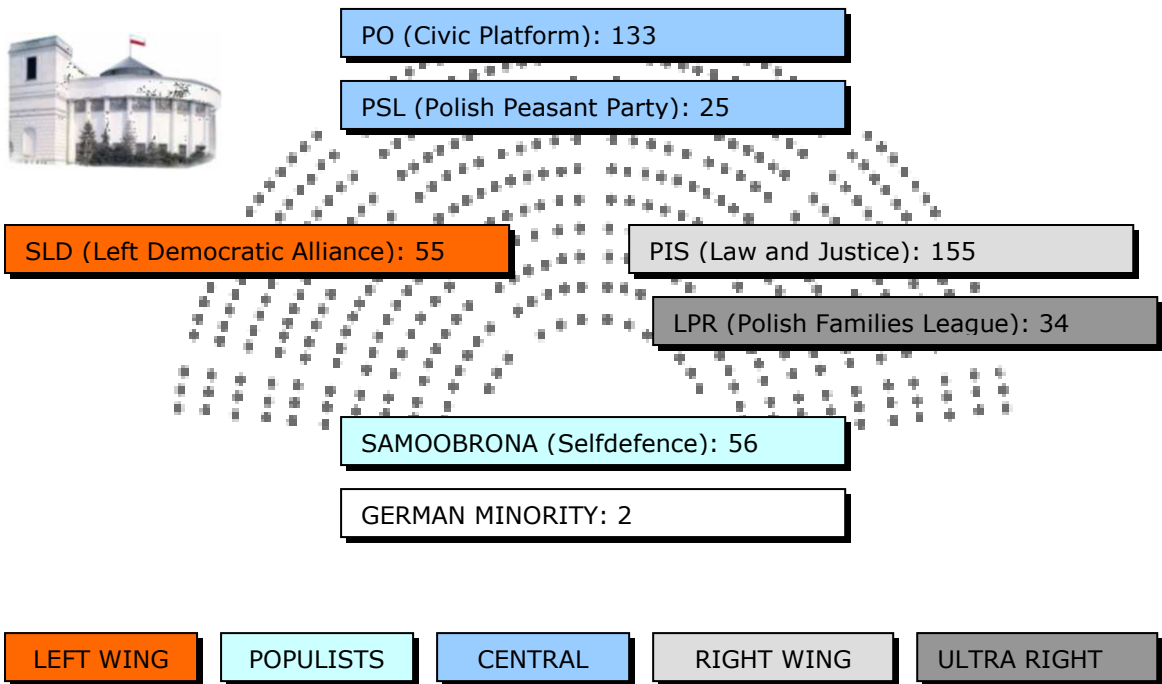 PO (Civic Platform): 133
PSL (Polish Peasant Party): 25
SLD (Left Democratic Alliance): 55
PIS (Law and Justice): 155
LPR (Polish Families League): 34
SAMOOBRONA (Selfdefence): 56
GERMAN MINORITY: 2
LEFT WING
POPULISTS
CENTRAL
RIGHT WING
ULTRA RIGHT